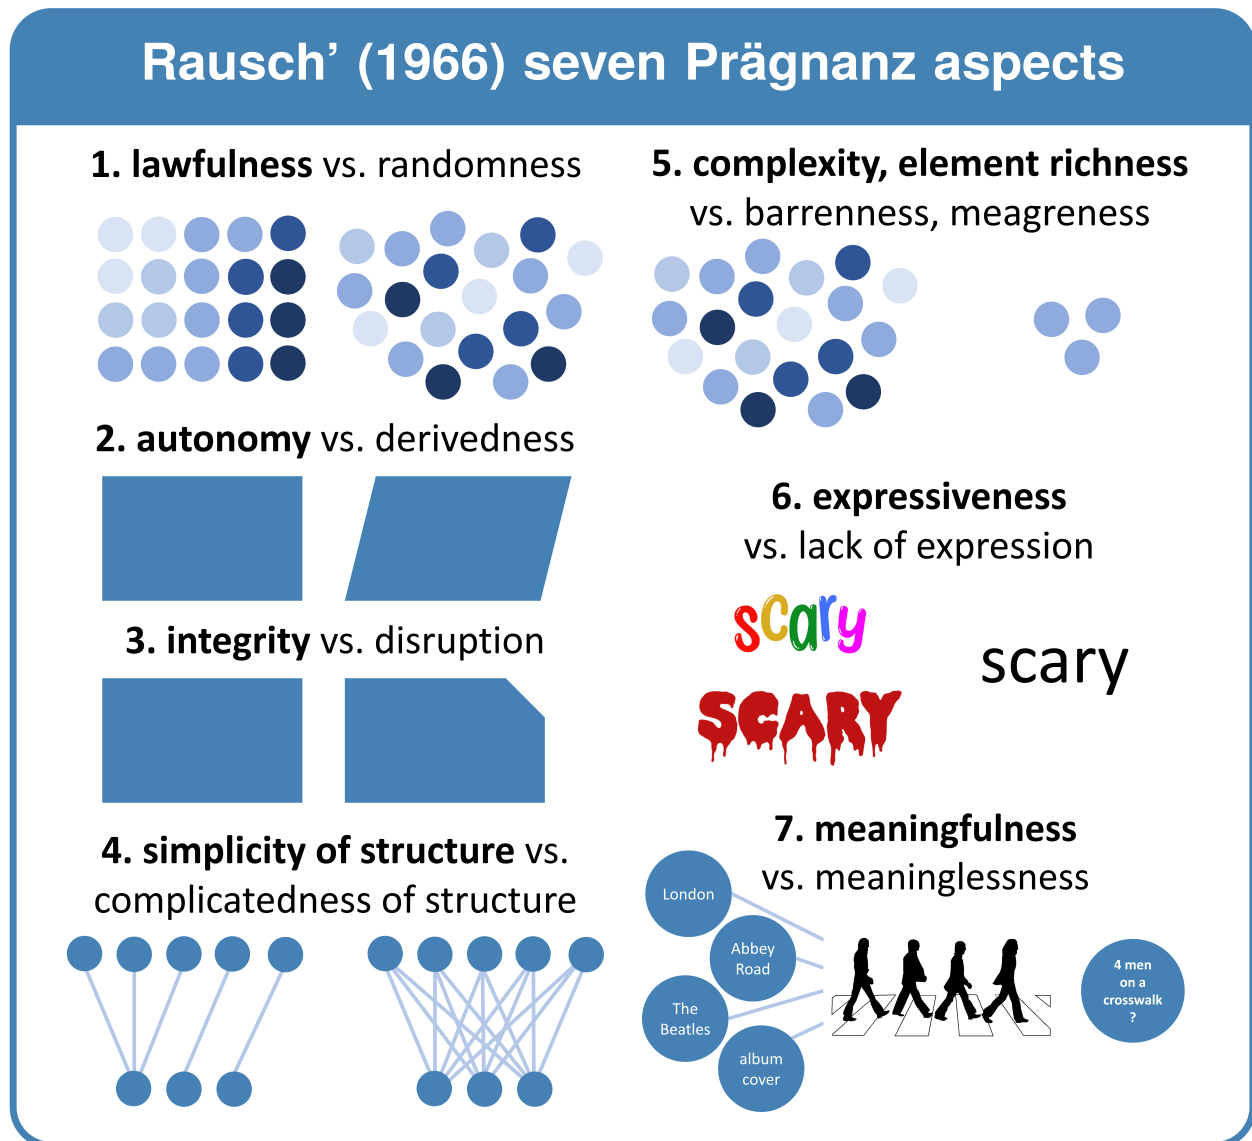 Rausch' (1966) seven Prägnanz aspects
1. lawfulness vs. randomness
2. autonomy vs. derivedness
3. integrity vs. disruption
4. simplicity of structure vs.
complicatedness of structure
5. complexity, element richness
vs. barrenness, meagreness
6. expressiveness
vs. lack of expression
scary
SCARY
scary
7. meaningfulness
vs. meaninglessness
London
Abbey
Road
The
Beatles
album
cover
4 men
on a
crosswalk
?